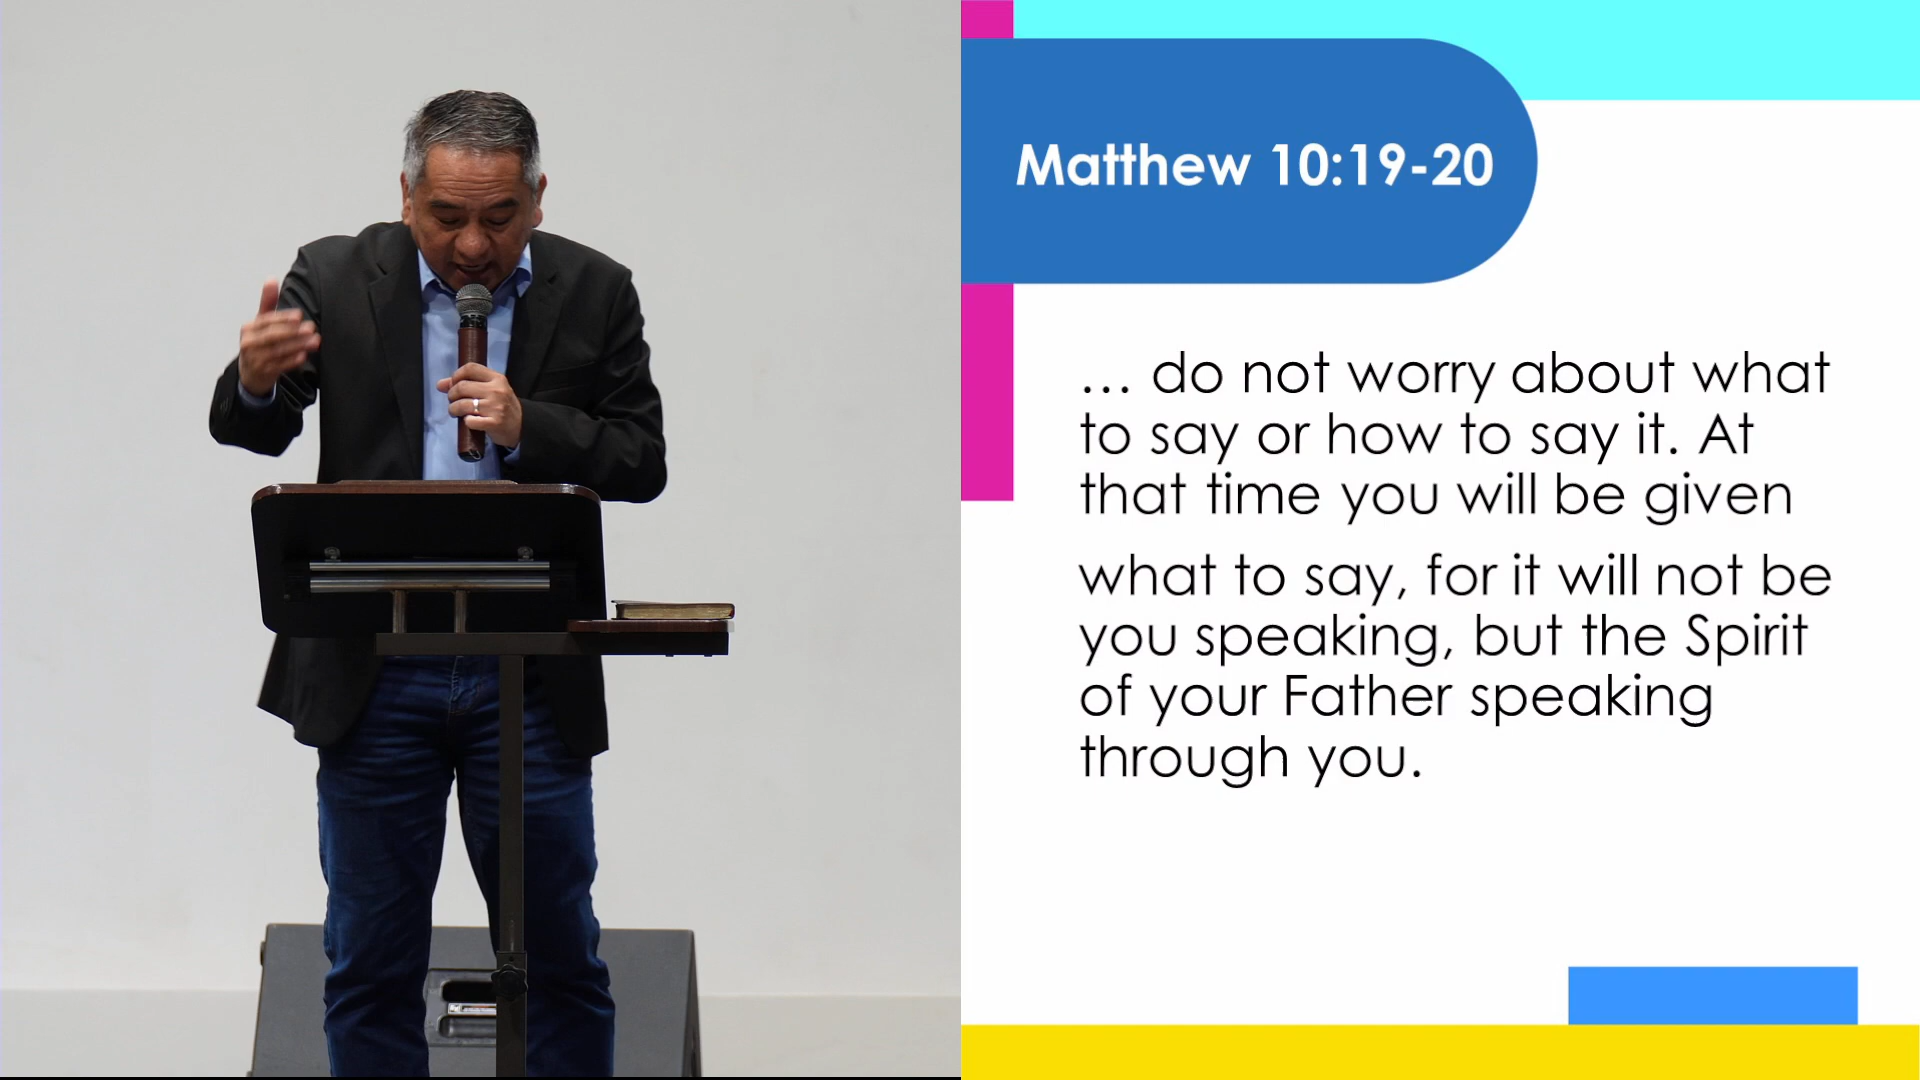 Matthew 10:19-20
… do not worry about what
to say or how to say it. At
that time you will be given
what to say, for it will not be
you speaking, but the Spirit
of your Father speaking
through you.